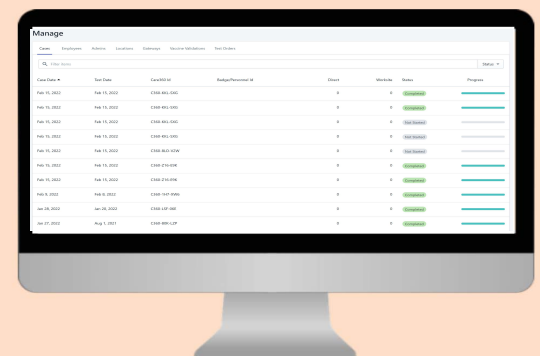 Manage
Cases Employees Admins Locations Gateways Vaccine Validations Test Orders
Filter Items Status
Case Date Test Date Care360 Id Badge/Personnel Id Direct Worksite Status Progress
Feb 15, 2022 Feb 15, 2022 0 0 Completed
Feb 15, 2022 Feb 15, 2022 0 0 Completed
Feb 15, 2022 Feb 15, 2022 0 0 Not Started
Feb 15, 2022 Feb 15, 2022 0 0 Not Started
Feb 15, 2022 Feb 15, 2022 0 0 Not Started
Feb 15, 2022 Feb 15, 2022 0 0 Completed
Feb 15, 2022 Feb 15, 2022 0 0 Completed
Feb 9, 2022 Feb 8, 2022 0 0 Completed
Jan 28, 2022 Jan 26, 2022 0 0 Completed
Jan 27, 2022 Aug 1, 2021 0 0 Completed